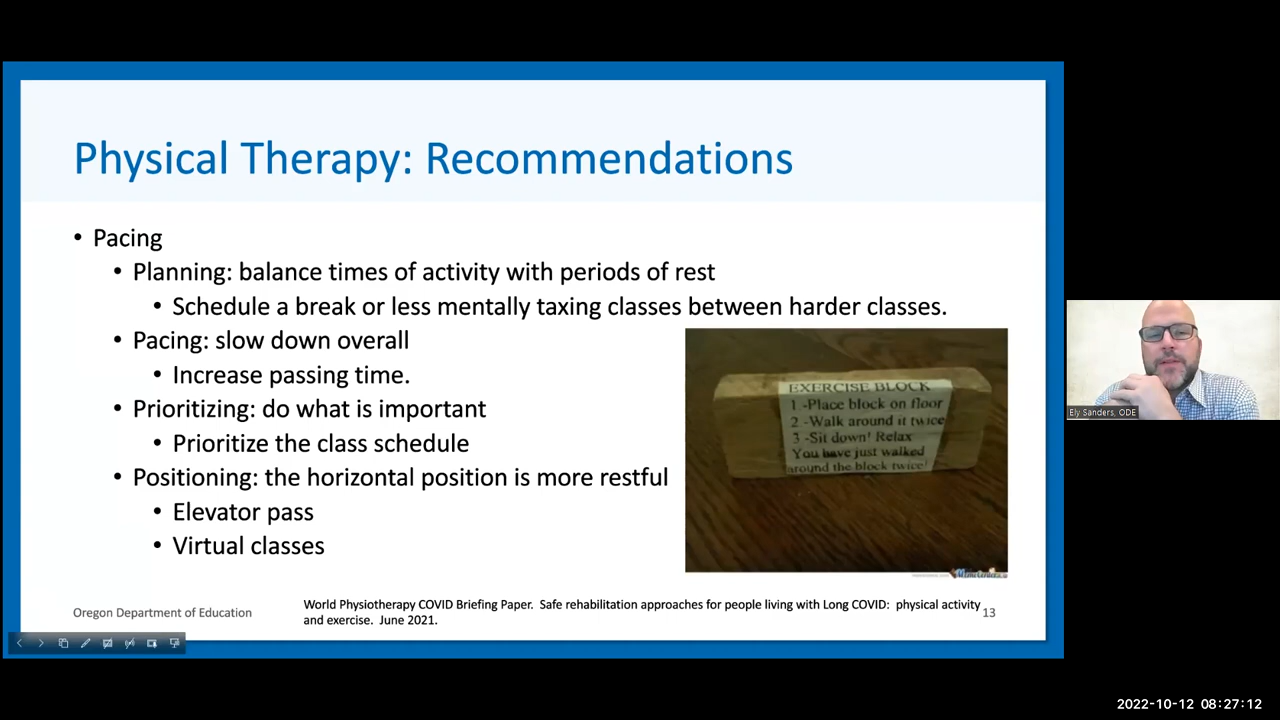 Physical Therapy: Recommendations
• Pacing
• Planning: balance times of activity with periods of rest
• Schedule a break or less mentally taxing classes between harder classes.
• Pacing: slow down overall
• Increase passing time.
• Prioritizing: do what is important
• Prioritize the class schedule
• Positioning: the horizontal position is more restful
• Elevator pass
• Virtual classes
EXERCISE BLOCK
1 -Place block on floor
2 -Walk around it twice
3 -Sit down! Relax
You have just walked
around the block twice!
Oregon Department of Education
World Physiotherapy COVID Briefing Paper. Safe rehabilitation approaches for people living with Long COVID: physical activity
and exercise. June 2021.
13
Ely Sanders, ODE
2022-10-12 08:27:12